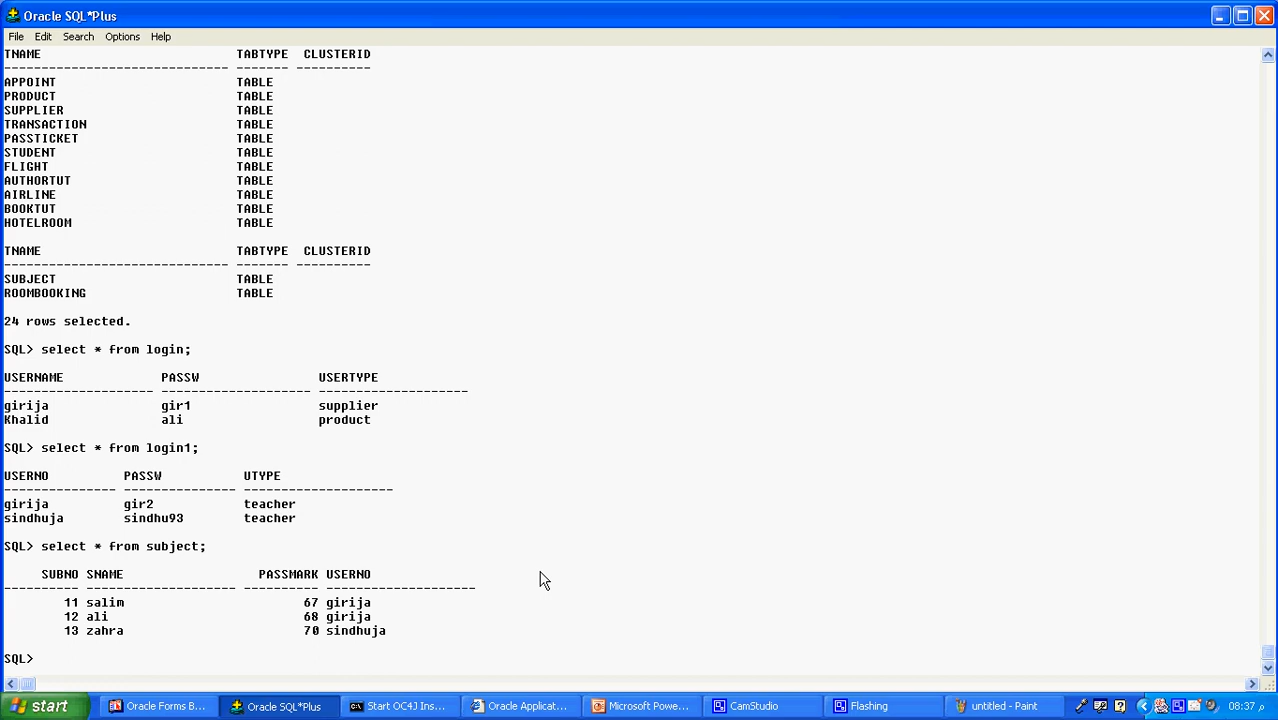 Oracle SQL*Plus
File Edit Search Options Help
TNAME TABTYPE CLUSTERID
------------------------------ ------- ----------
APPOINT TABLE
PRODUCT TABLE
SUPPLIER TABLE
TRANSACTION TABLE
PASSTICKET TABLE
STUDENT TABLE
FLIGHT TABLE
AUTHORTUT TABLE
AIRLINE TABLE
BOOKTUT TABLE
HOTELROOM TABLE
TNAME TABTYPE CLUSTERID
------------------------------ ------- ----------
SUBJECT TABLE
ROOMBOOKING TABLE
24 rows selected.
SQL> select * from login;
USERNAME PASSW USERTYPE
-------------------- -------------------- --------------------
girija gir1 supplier
Khalid ali product
SQL> select * from login1;
USERNO PASSW UTYPE
--------------- --------------- --------------------
girija gir2 teacher
sindhuja sindhu93 teacher
SQL> select * from subject;
SUBNO SNAME PASSMARK USERNO
---------- -------------------- ---------- --------------------
11 salim 67 girija
12 ali 68 girija
13 zahra 70 sindhuja
SQL>
start Oracle Forms B... Oracle SQL*Plus Start OC4J Ins... Oracle Applicat... Microsoft Powe... CamStudio Flashing untitled - Paint 08:37 م